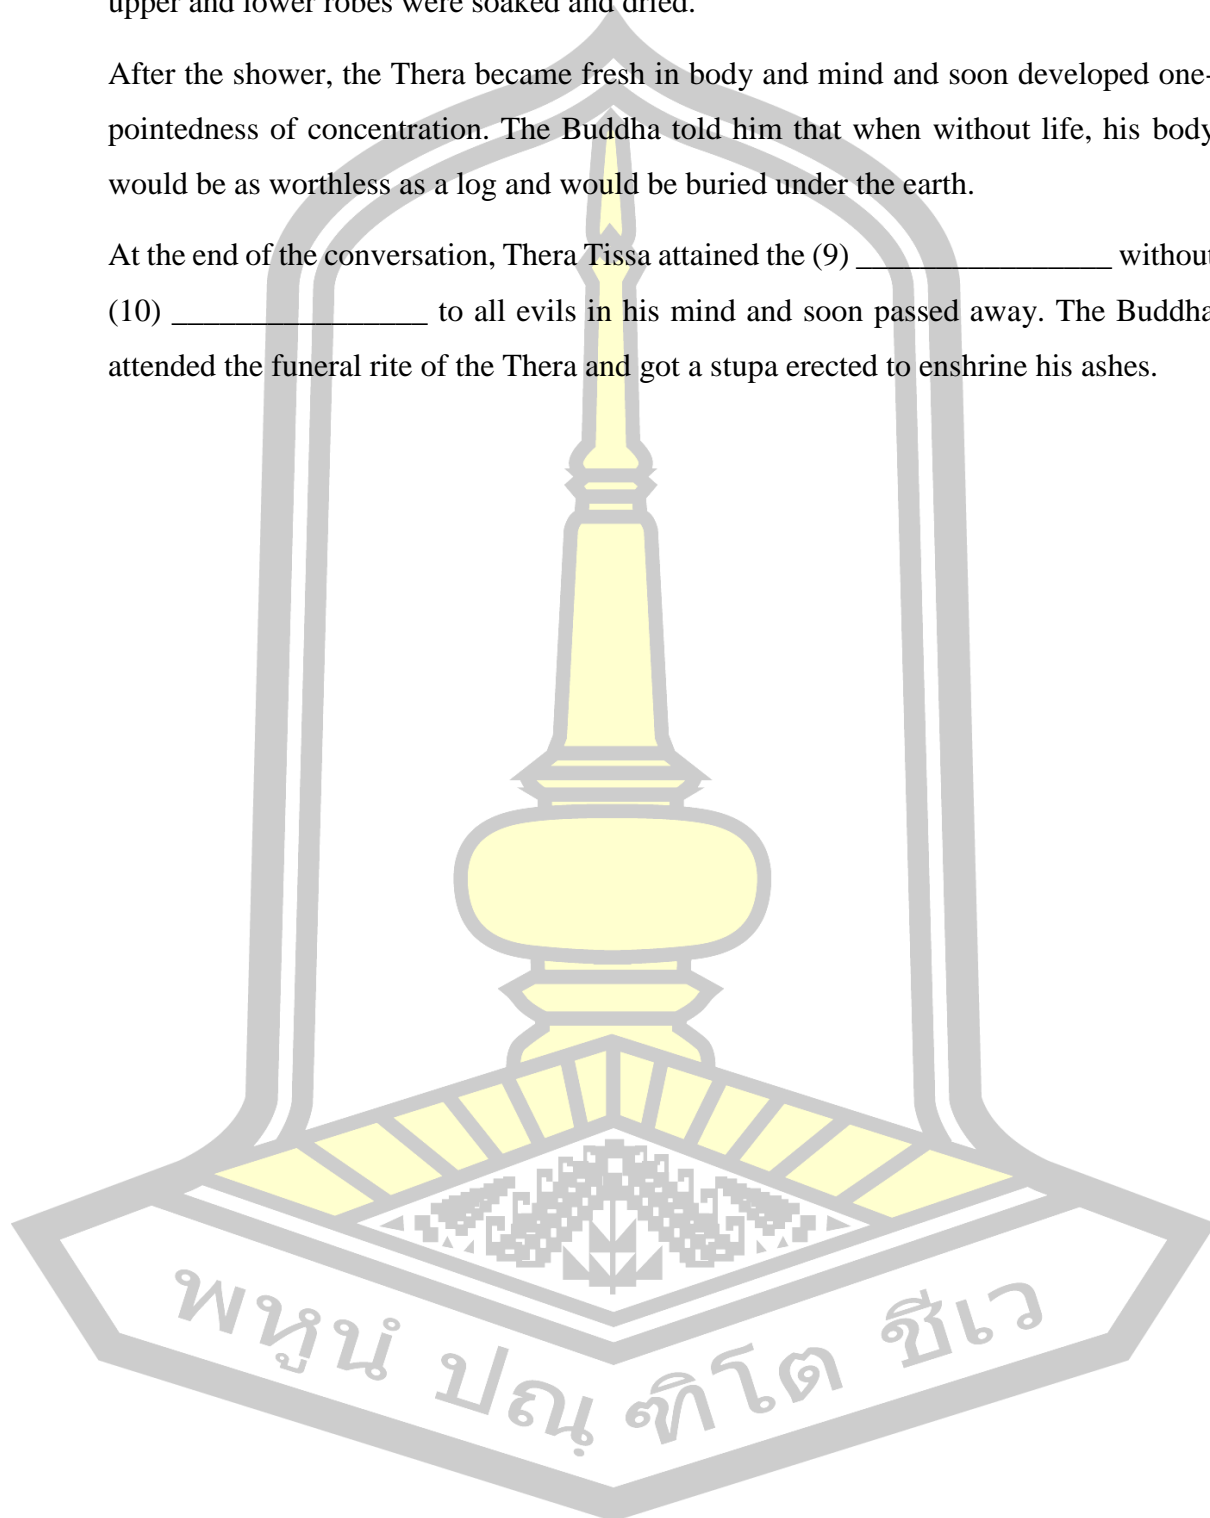 upper and lower robes were soaked and dried.
After the shower, the Thera became fresh in body and mind and soon developed one-
pointedness of concentration. The Buddha told him that when without life, his body
would be as worthless as a log and would be buried under the earth.
At the end of the conversation, Thera Tissa attained the (9) ________________ without
(10) ________________ to all evils in his mind and soon passed away. The Buddha
attended the funeral rite of the Thera and got a stupa erected to enshrine his ashes.
พหูนํ ปณฺฑิโต ชีเว